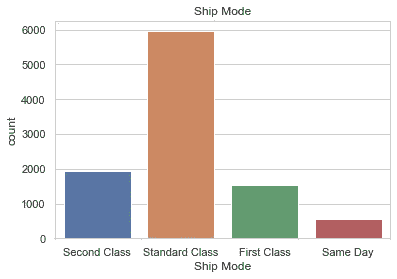 Ship Mode
6000
5000
4000
3000
2000
1000
0
count
Second Class Standard Class First Class Same Day
Ship Mode